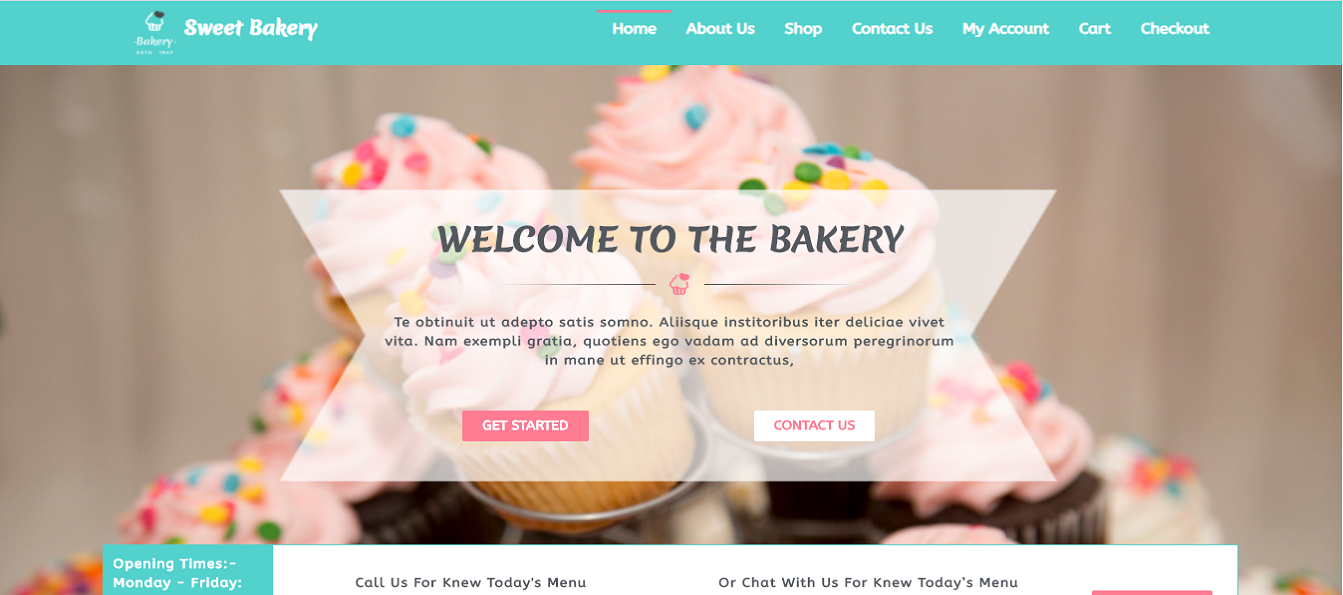 Bakery
ESTD 1969
Sweet Bakery
Home About Us Shop Contact Us My Account Cart Checkout
WELCOME TO THE BAKERY
Te obtinuit ut adepto satis somno. Aliisque institoribus iter deliciae vivet
vita. Nam exempli gratia, quotiens ego vadam ad diversorum peregrinorum
in mane ut effingo ex contractus,
GET STARTED
CONTACT US
Opening Times:-
Monday - Friday:
Call Us For Knew Today's Menu
Or Chat With Us For Knew Today's Menu